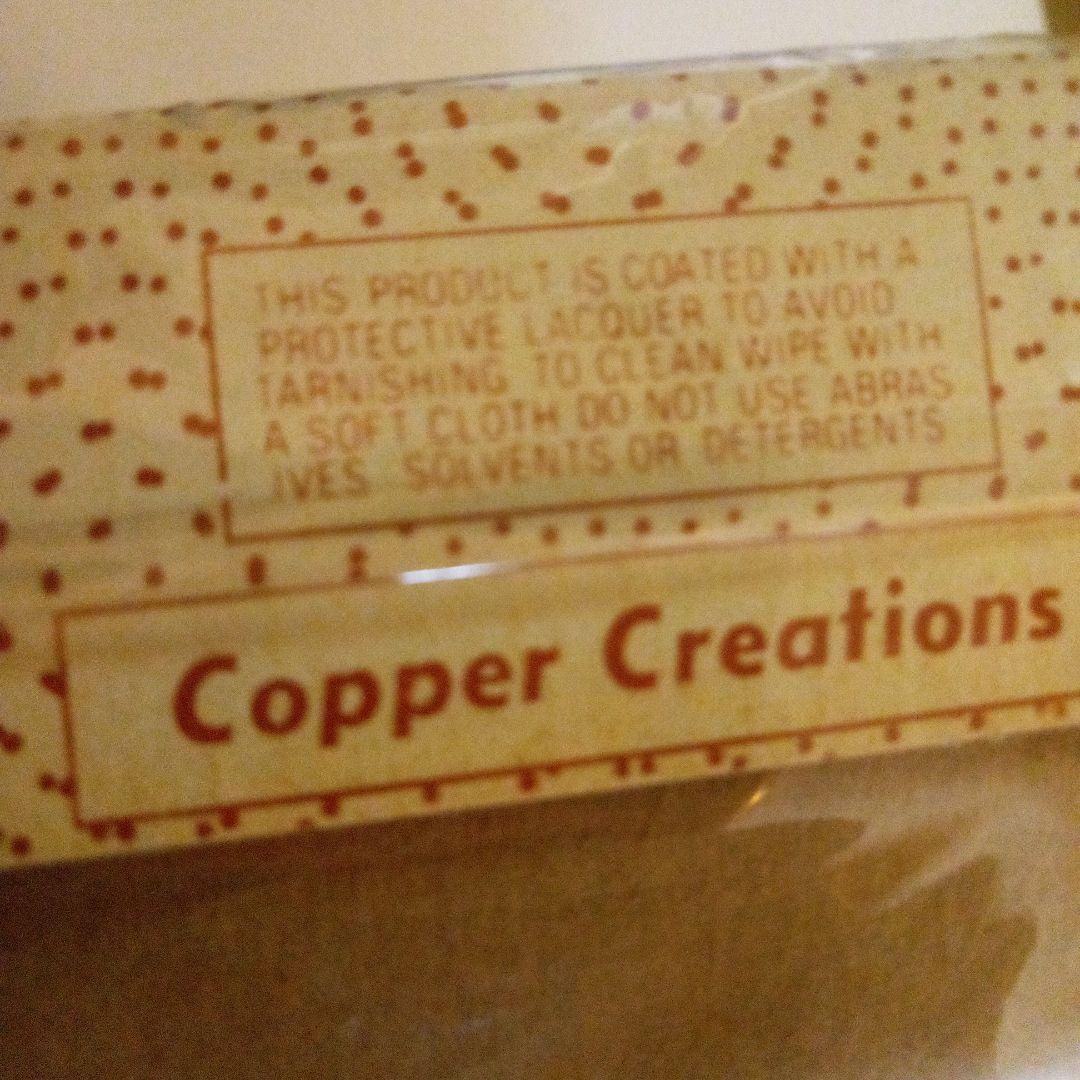 THIS PRODUCT IS COATED WITH A
PROTECTIVE LACQUER TO AVOID
TARNISHING TO CLEAN WIPE WITH
A SOFT CLOTH DO NOT USE ABRAS
IVES SOLVENTS OR DETERGENTS
Copper Creations